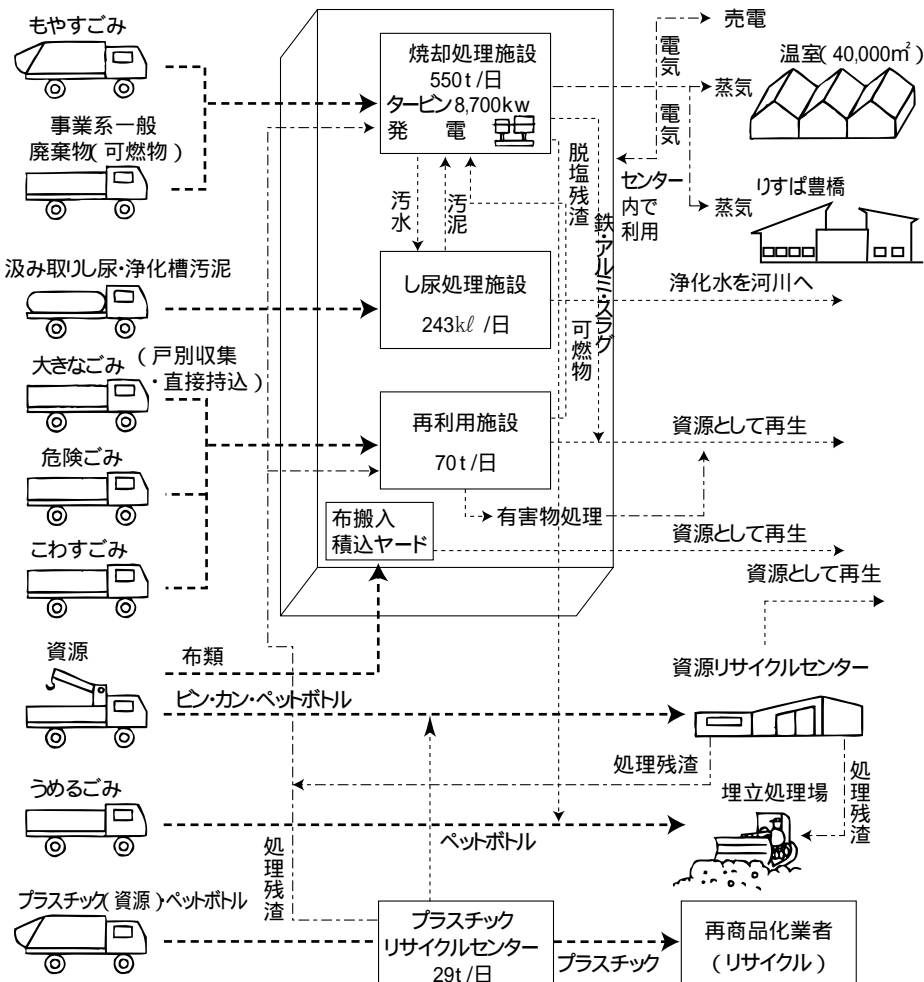 もやすごみ
事業系一般
廃棄物(可燃物)
汲み取りし尿・浄化槽汚泥
大きなごみ
(戸別収集
・直接持込)
危険ごみ
こわすごみ
資源
うめるごみ
プラスチック(資源)・ペットボトル
焼却処理施設
550t/日
タービン8,700kw
発 電
汚水
汚泥
し尿処理施設
243kℓ/日
再利用施設
70t/日
布搬入
積込ヤード
有害物処理
脱塩残渣
鉄・アルミ・スラグ
可燃物
電気
電気
売電
蒸気
温室(40,000㎡)
センター
内で
利用
蒸気
りすぱ豊橋
浄化水を河川へ
資源として再生
資源として再生
資源として再生
布類
ビン・カン・ペットボトル
資源リサイクルセンター
処理残渣
処理残渣
埋立処理場
ペットボトル
処理残渣
プラスチック
リサイクルセンター
29t/日
プラスチック
再商品化業者
(リサイクル)